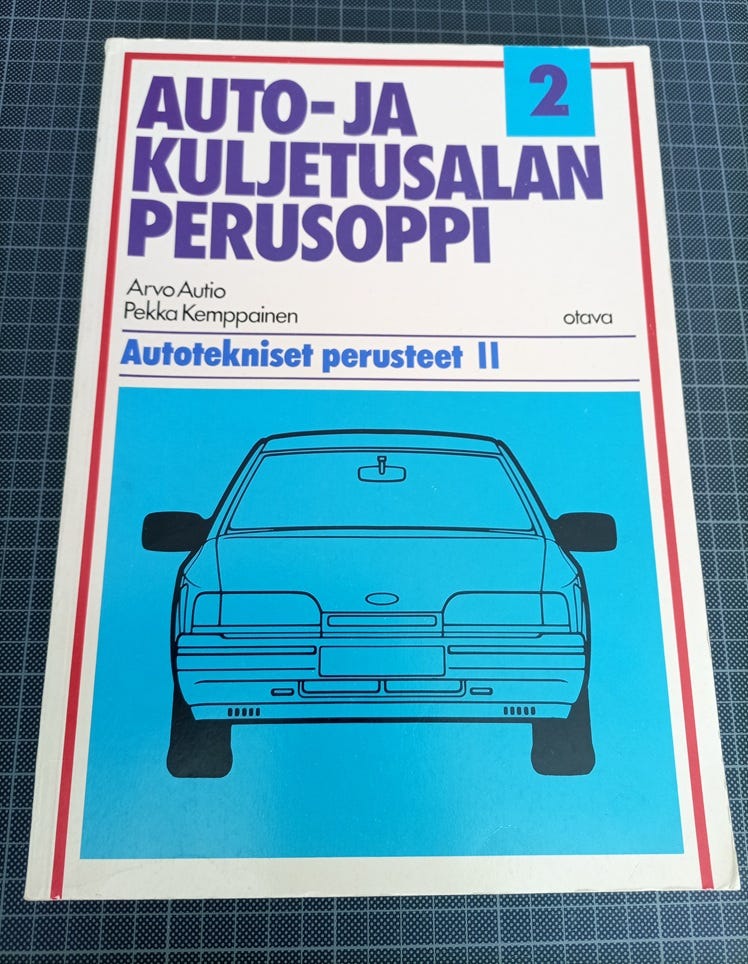 2
AUTO- JA
KULJETUSALAN
PERUSOPPI
Arvo Autio
Pekka Kemppainen
otava
Autotekniset perusteet II